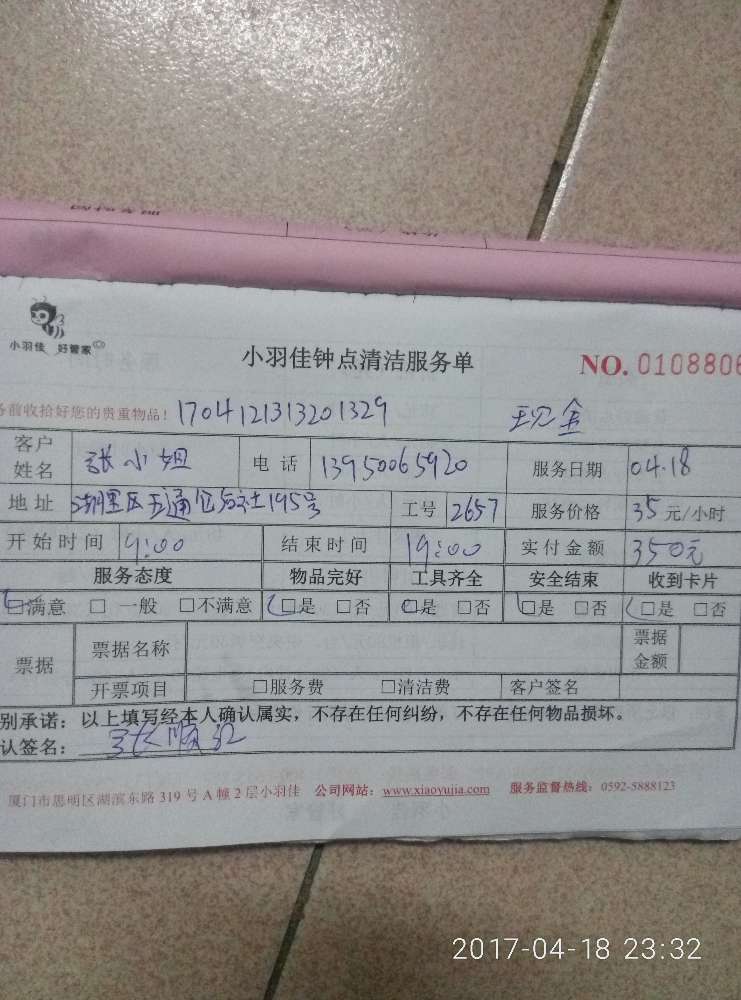 小羽佳 好管家
小羽佳钟点清洁服务单
NO. 0108806
务前收拾好您的贵重物品! 1704121313201329 现金
客户姓名 张小姐 电话 13950065920 服务日期 04.18
地址 湖里区五通 后社195号 工号 2657 服务价格 35元/小时
开始时间 9:00 结束时间 19:00 实付金额 350元
服务态度 物品完好 工具齐全 安全结束 收到卡片
□满意 □一般 □不满意 □是 □否 □是 □否 □是 □否 □是 □否
票据 票据名称 票据金额
开票项目 □服务费 □清洁费 客户签名
别承诺：以上填写经本人确认属实，不存在任何纠纷，不存在任何物品损坏。
认签名：张顺
厦门市思明区湖滨东路 319 号 A 幢 2 层小羽佳 公司网站：www.xiaoyujia.com 服务监督热线：0592-5888123
2017-04-18 23:32